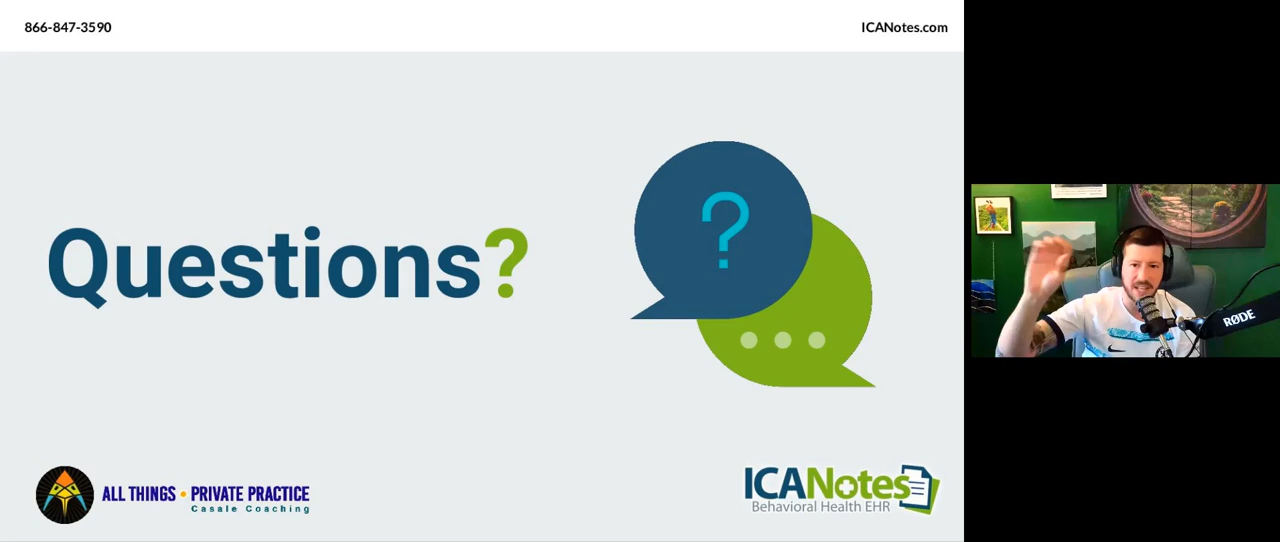 866-847-3590
ICANotes.com
Questions?
?
ALL THINGS • PRIVATE PRACTICE
Casale Coaching
ICANotes
Behavioral Health EHR
RØDE